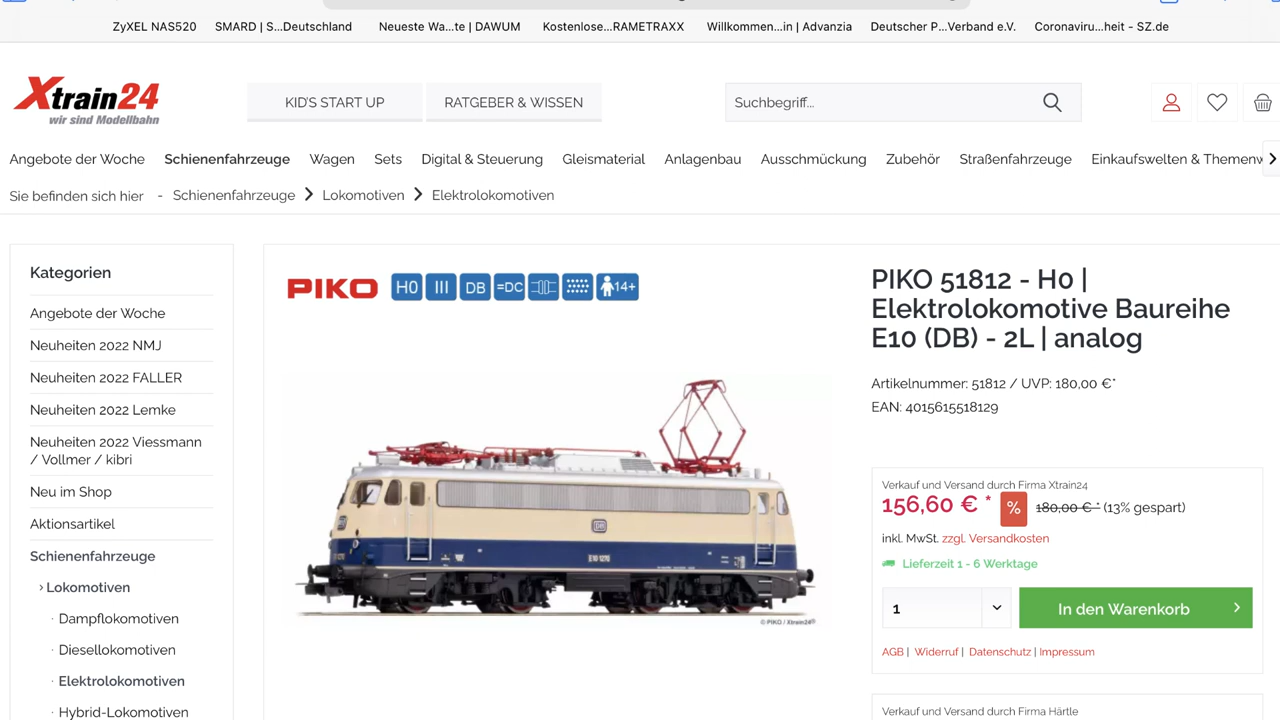 ZyXEL NAS520 SMARD | S...Deutschland Neueste Wa...te | DAWUM Kostenlose...RAMETRAXX Willkommen...in | Advanzia Deutscher P...Verband e.V. Coronaviru...heit - SZ.de
Xtrain24
wir sind Modellbahn
KID'S START UP RATGEBER & WISSEN Suchbegriff...
Angebote der Woche Schienenfahrzeuge Wagen Sets Digital & Steuerung Gleismaterial Anlagenbau Ausschmückung Zubehör Straßenfahrzeuge Einkaufswelten & Themenw
Sie befinden sich hier - Schienenfahrzeuge Lokomotiven Elektrolokomotiven
Kategorien
Angebote der Woche
Neuheiten 2022 NMJ
Neuheiten 2022 FALLER
Neuheiten 2022 Lemke
Neuheiten 2022 Viessmann
/ Vollmer / kibri
Neu im Shop
Aktionsartikel
Schienenfahrzeuge
› Lokomotiven
· Dampflokomotiven
· Diesellokomotiven
· Elektrolokomotiven
· Hybrid-Lokomotiven
PIKO H0 III DB =DC 14+
DB
E10 1270
© PIKO / Xtrain24®
PIKO 51812 - H0 |
Elektrolokomotive Baureihe
E10 (DB) - 2L | analog
Artikelnummer: 51812 / UVP: 180,00 €*
EAN: 4015615518129
Verkauf und Versand durch Firma Xtrain24
156,60 € * % 180,00 € * (13% gespart)
inkl. MwSt. zzgl. Versandkosten
Lieferzeit 1 - 6 Werktage
1 In den Warenkorb
AGB | Widerruf | Datenschutz | Impressum
Verkauf und Versand durch Firma Härtle